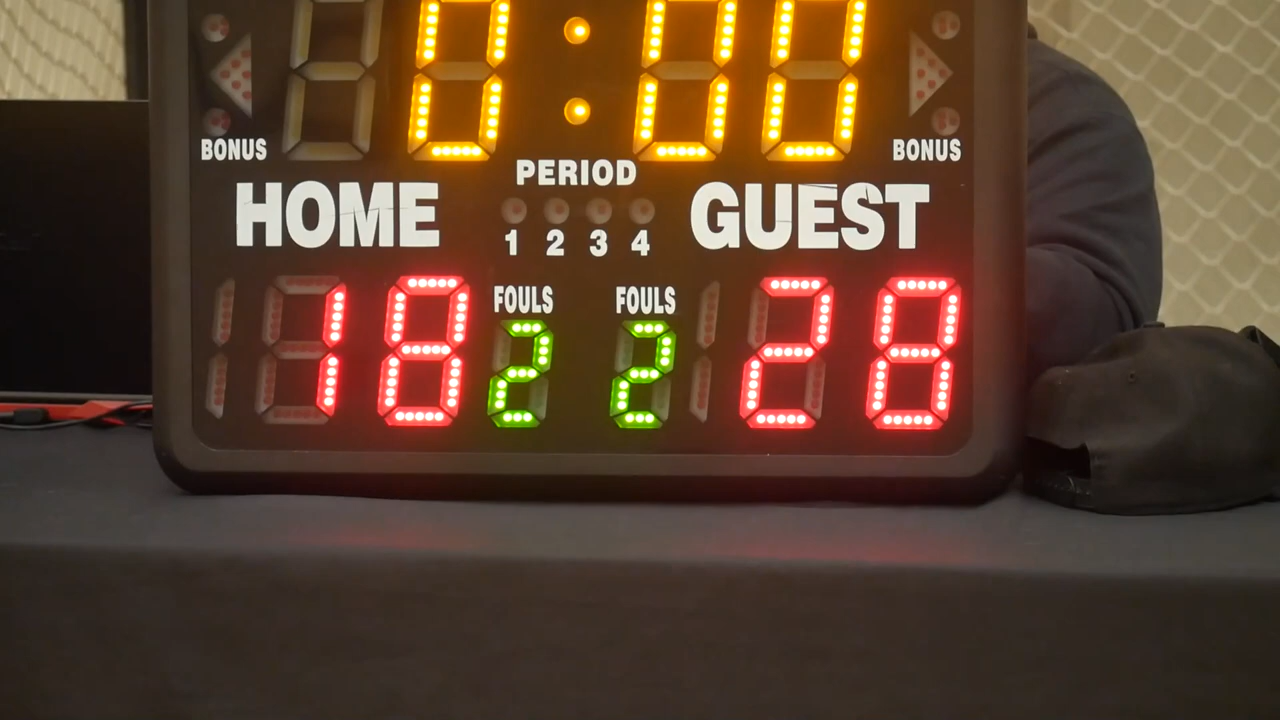 0:00
BONUS PERIOD BONUS
HOME GUEST
1 2 3 4
FOULS FOULS
18 2 2 28